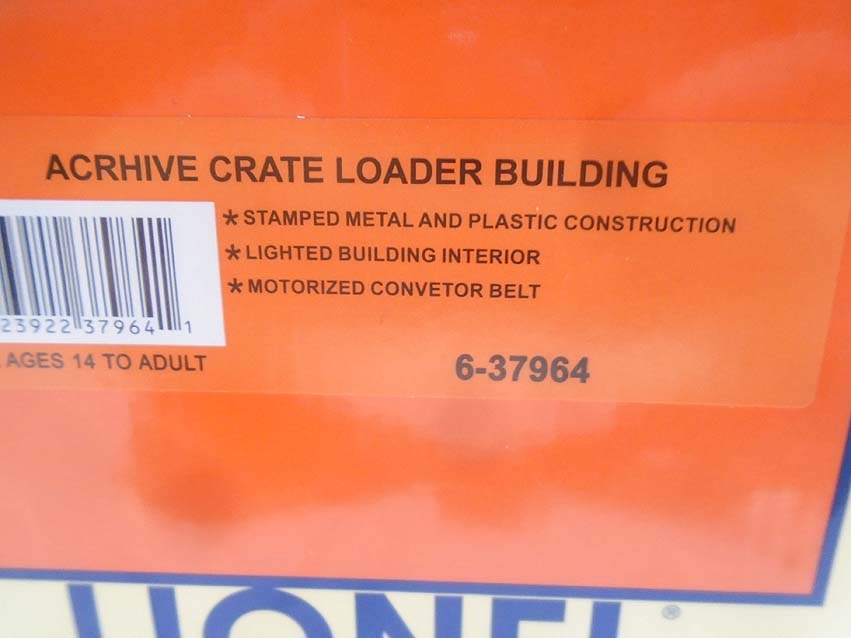 ACRHIVE CRATE LOADER BUILDING
* STAMPED METAL AND PLASTIC CONSTRUCTION
* LIGHTED BUILDING INTERIOR
* MOTORIZED CONVETOR BELT
23922 37964 1
AGES 14 TO ADULT
6-37964
LIONEL ®